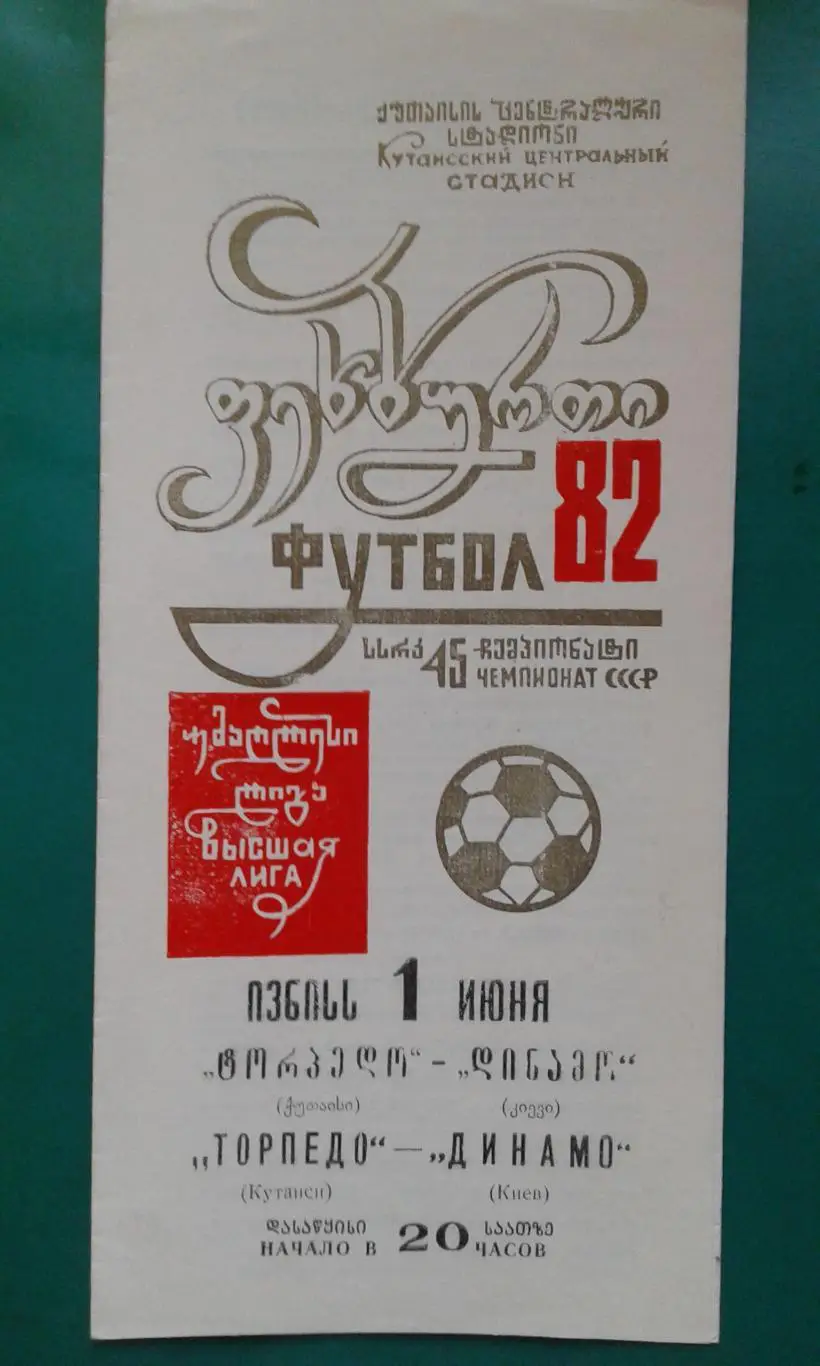 ქუთაისის ცენტრალური
სტადიონი
Кутаисский центральный
стадион
ფეხბურთი
ФУТБОЛ 82
სსრკ 45 ჩემპიონატი
ЧЕМПИОНАТ СССР
უმაღლესი
ლიგა
Высшая
ЛИГА
ივნისს 1 ИЮНЯ
„ტორპედო“ - „დინამო“
(ქუთაისი) (კიევი)
„ТОРПЕДО“ — „ДИНАМО“
(Кутаиси) (Киев)
დასაწყისი 20 საათზე
НАЧАЛО В ЧАСОВ